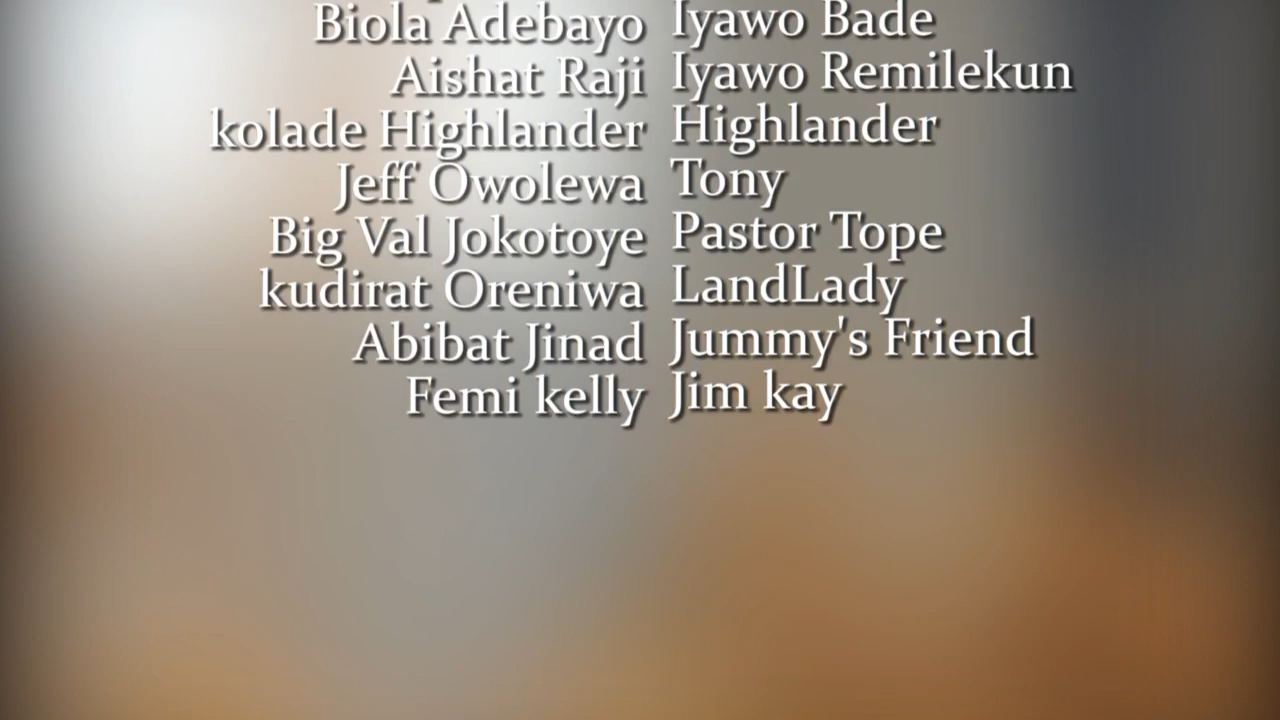 Biola Adebayo Iyawo Bade
Aishat Raji Iyawo Remilekun
kolade Highlander Highlander
Jeff Owolewa Tony
Big Val Jokotoye Pastor Tope
kudirat Oreniwa LandLady
Abibat Jinad Jummy's Friend
Femi kelly Jim kay